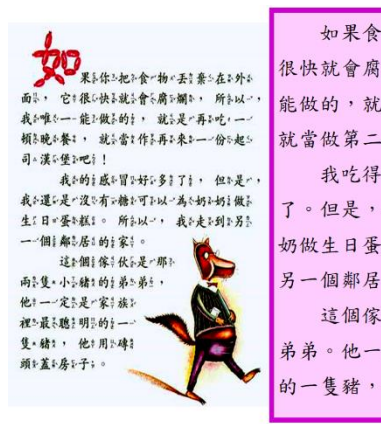 如果你把食物丟棄在外
面，它很快就會腐爛，所以，
我唯一能做的，就是再吃一
頓晚餐，就當作再來一份起
司漢堡吧！
我的感冒好多了，但是，
我還是沒有糖可以為奶奶做
生日蛋糕。所以，我走到另
一個鄰居的家。
這個傢伙是那
兩隻小豬的弟弟，
他一定是家族
裡最聰明的一
隻豬，他用磚
頭蓋房子。
如果食
很快就會腐
能做的，就
就當做第二
我吃得
了。但是，
奶做生日蛋
另一個鄰居
這個傢
弟弟。他一
的一隻豬，